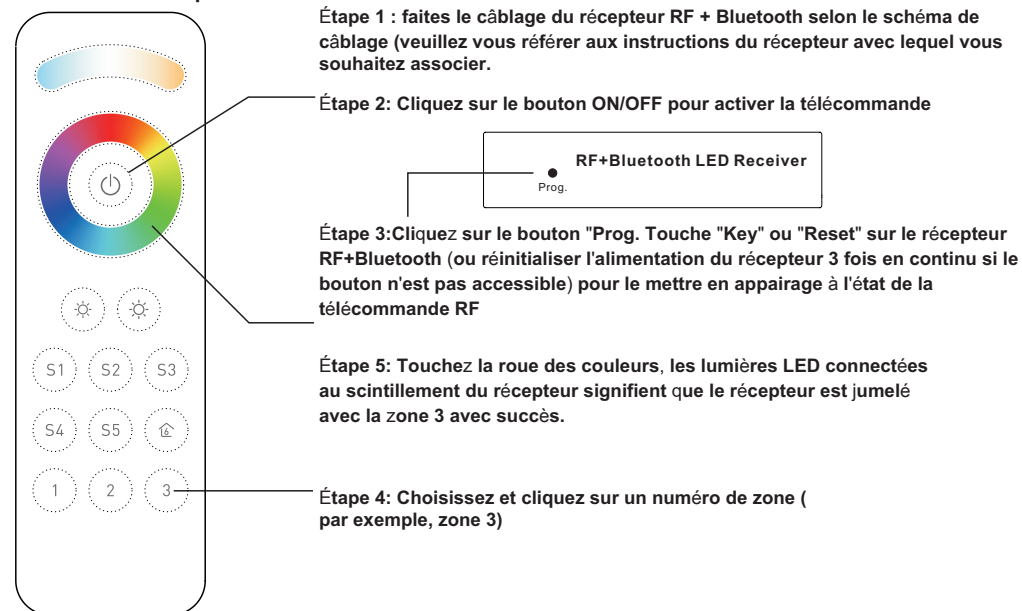 Étape 1 : faites le câblage du récepteur RF + Bluetooth selon le schéma de
câblage (veuillez vous référer aux instructions du récepteur avec lequel vous
souhaitez associer.
Étape 2: Cliquez sur le bouton ON/OFF pour activer la télécommande
RF+Bluetooth LED Receiver
Prog.
Étape 3:Cliquez sur le bouton "Prog. Touche "Key" ou "Reset" sur le récepteur
RF+Bluetooth (ou réinitialiser l'alimentation du récepteur 3 fois en continu si le
bouton n'est pas accessible) pour le mettre en appairage à l'état de la
télécommande RF
Étape 5: Touchez la roue des couleurs, les lumières LED connectées
au scintillement du récepteur signifient que le récepteur est jumelé
avec la zone 3 avec succès.
Étape 4: Choisissez et cliquez sur un numéro de zone (
par exemple, zone 3)
S1 S2 S3
S4 S5 6
1 2 3